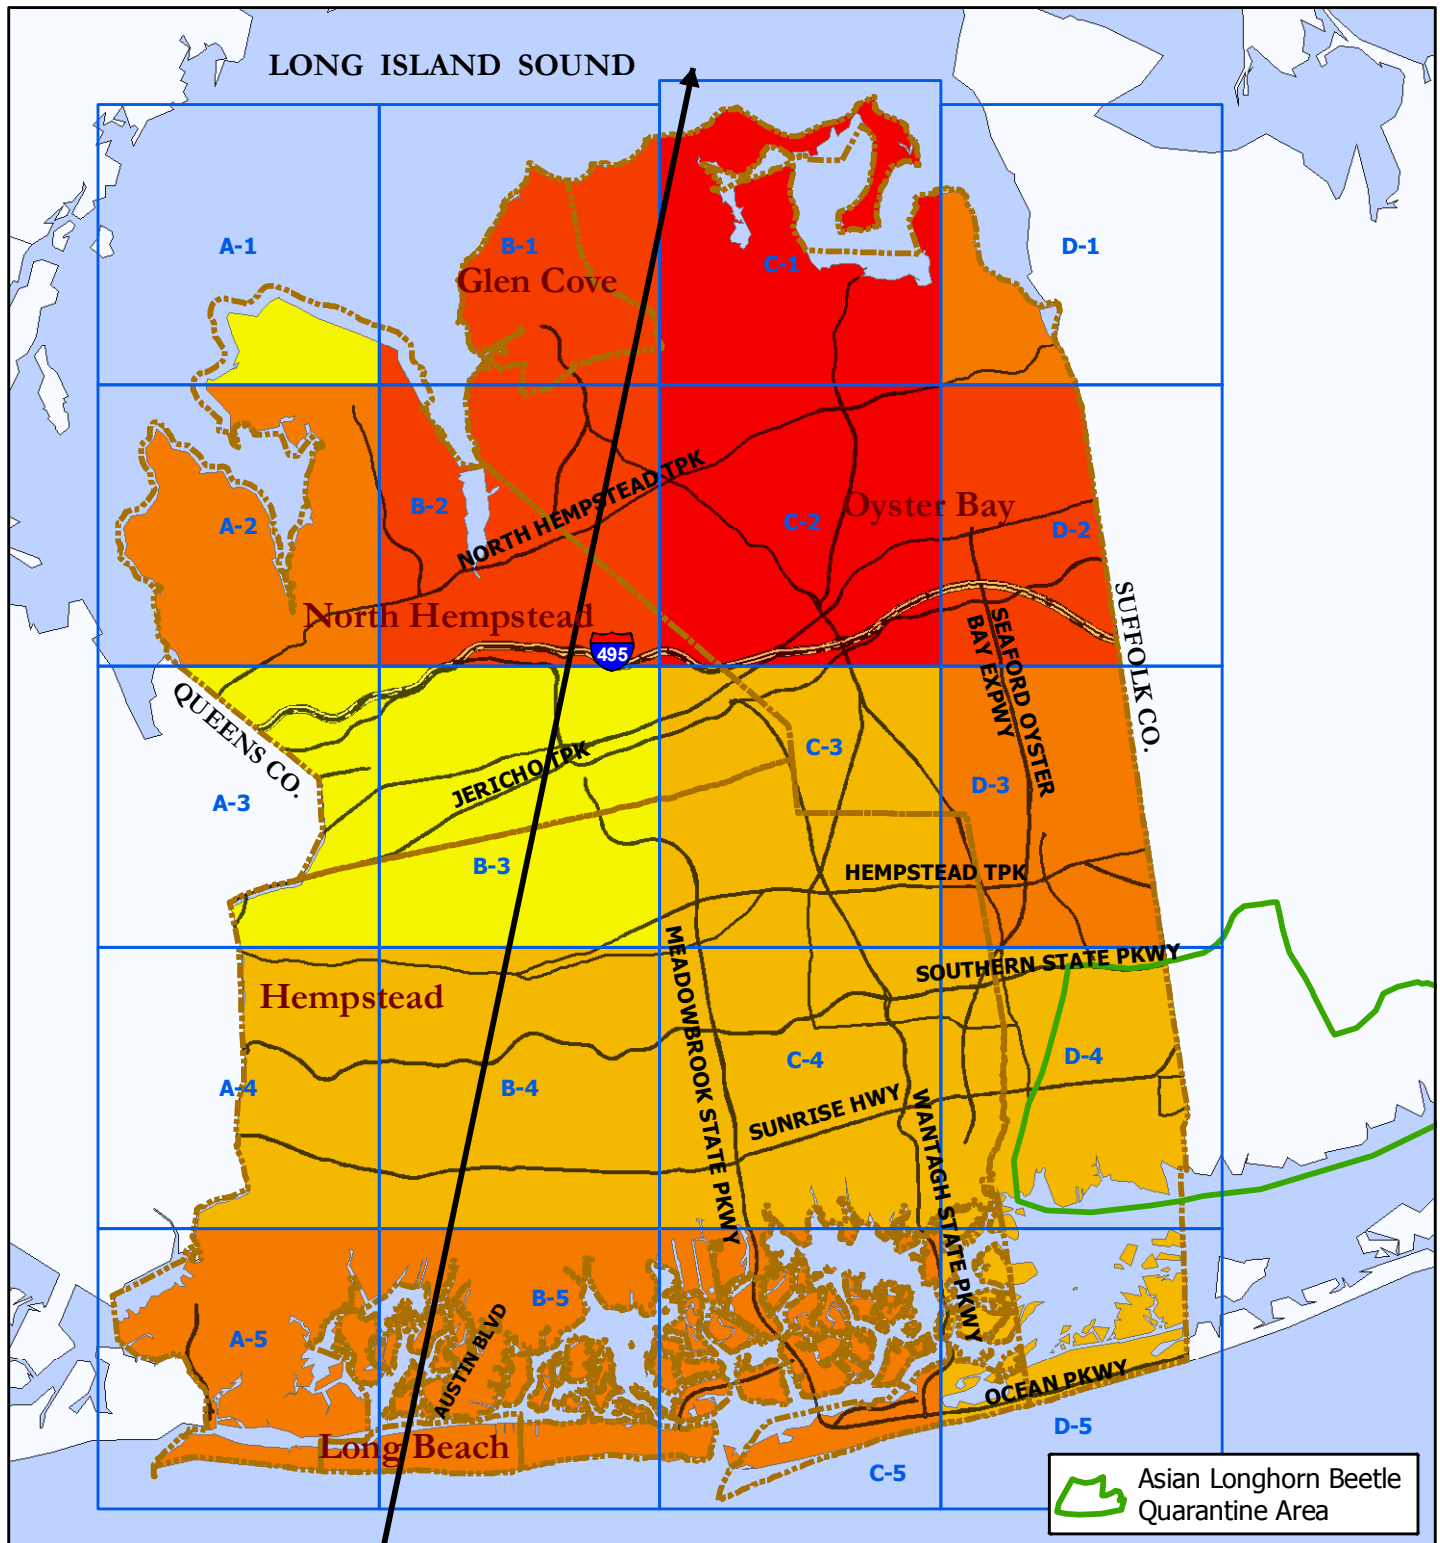 LONG ISLAND SOUND
A-1
B-1
C-1
D-1
Glen Cove
A-2
B-2
NORTH HEMPSTEAD TPK
C-2
Oyster Bay
D-2
North Hempstead
495
SUFFOLK CO.
SEAFORD OYSTER
BAY EXPWY
QUEENS CO.
A-3
JERICHO TPK
B-3
C-3
D-3
HEMPSTEAD TPK
MEADOWBROOK STATE PKWY
SOUTHERN STATE PKWY
Hempstead
A-4
B-4
C-4
D-4
SUNRISE HWY
WANTAGH STATE PKWY
A-5
B-5
AUSTIN BLVD
OCEAN PKWY
Long Beach
C-5
D-5
Asian Longhorn Beetle
Quarantine Area